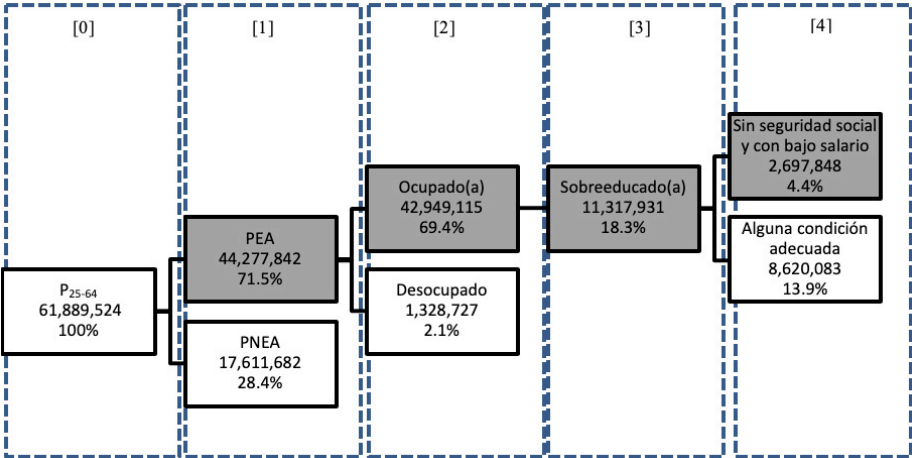 [0]
[1]
[2]
[3]
[4]
P25-64
61,889,524
100%
PEA
44,277,842
71.5%
PNEA
17,611,682
28.4%
Ocupado(a)
42,949,115
69.4%
Desocupado
1,328,727
2.1%
Sobreeducado(a)
11,317,931
18.3%
Sin seguridad social
y con bajo salario
2,697,848
4.4%
Alguna condición
adecuada
8,620,083
13.9%